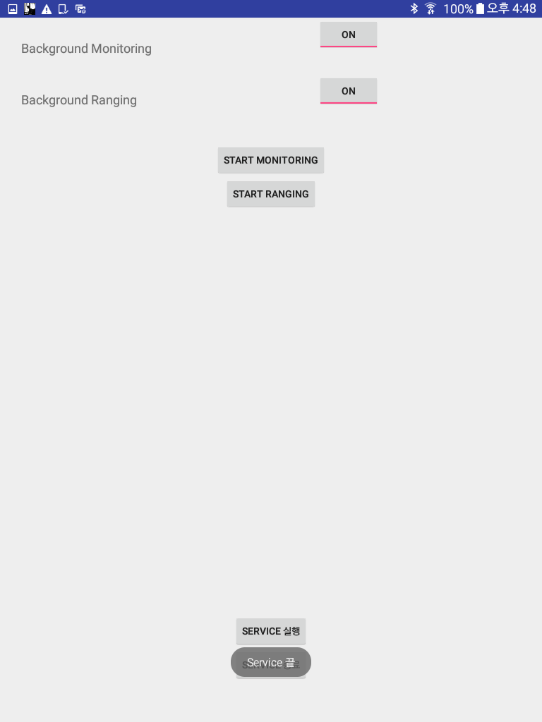 100% 오후 4:48
Background Monitoring
ON
Background Ranging
ON
START MONITORING
START RANGING
SERVICE 실행
Service 끝